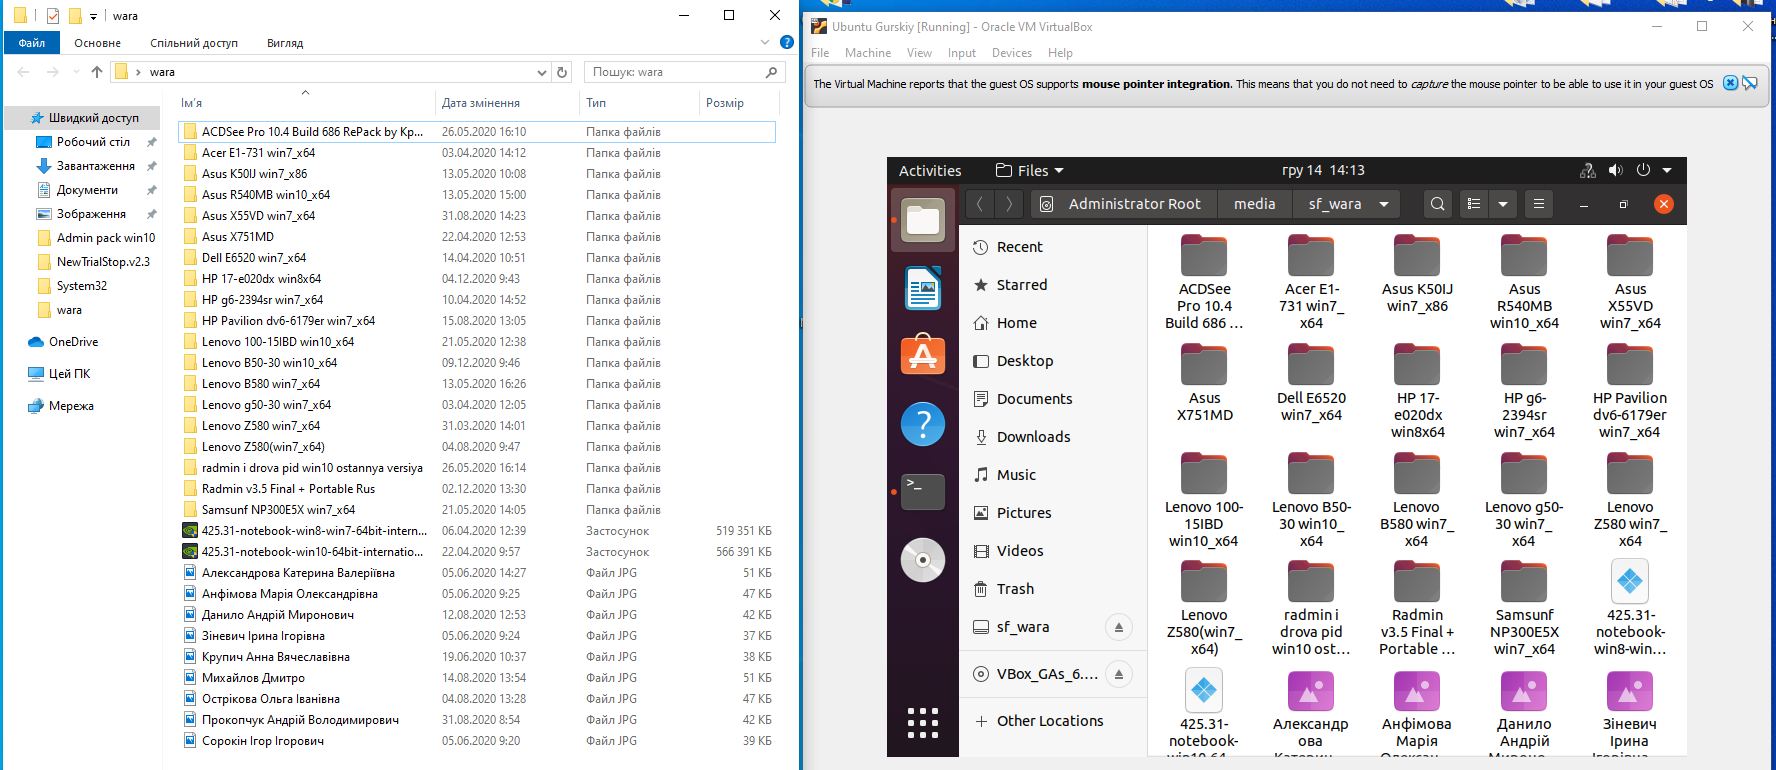 wara
Файл
Основне
Спільний доступ
Вигляд
wara
Пошук: wara
Швидкий доступ
Робочий стіл
Завантаження
Документи
Зображення
Admin pack win10
NewTrialStop.v2.3
System32
wara
OneDrive
Цей ПК
Мережа
Ім'я Дата змінення Тип Розмір
ACDSee Pro 10.4 Build 686 RePack by Kp... 26.05.2020 16:10 Папка файлів
Acer E1-731 win7_x64 03.04.2020 14:12 Папка файлів
Asus K50IJ win7_x86 13.05.2020 10:08 Папка файлів
Asus R540MB win10_x64 13.05.2020 15:00 Папка файлів
Asus X55VD win7_x64 31.08.2020 14:23 Папка файлів
Asus X751MD 22.04.2020 12:53 Папка файлів
Dell E6520 win7_x64 14.04.2020 10:51 Папка файлів
HP 17-e020dx win8x64 04.12.2020 9:43 Папка файлів
HP g6-2394sr win7_x64 10.04.2020 14:52 Папка файлів
HP Pavilion dv6-6179er win7_x64 15.08.2020 13:05 Папка файлів
Lenovo 100-15IBD win10_x64 21.05.2020 12:38 Папка файлів
Lenovo B50-30 win10_x64 09.12.2020 9:46 Папка файлів
Lenovo B580 win7_x64 13.05.2020 16:26 Папка файлів
Lenovo g50-30 win7_x64 03.04.2020 12:05 Папка файлів
Lenovo Z580 win7_x64 31.03.2020 14:01 Папка файлів
Lenovo Z580(win7_x64) 04.08.2020 9:47 Папка файлів
radmin i drova pid win10 ostannya versiya 26.05.2020 16:14 Папка файлів
Radmin v3.5 Final + Portable Rus 02.12.2020 13:30 Папка файлів
Samsunf NP300E5X win7_x64 21.05.2020 14:05 Папка файлів
425.31-notebook-win8-win7-64bit-intern... 06.04.2020 12:39 Застосунок 519 351 КБ
425.31-notebook-win10-64bit-internatio... 22.04.2020 9:57 Застосунок 566 391 КБ
Александрова Катерина Валеріївна 05.06.2020 14:27 Файл JPG 51 КБ
Анфімова Марія Олександрівна 05.06.2020 9:25 Файл JPG 47 КБ
Данило Андрій Миронович 12.08.2020 12:53 Файл JPG 42 КБ
Зіневич Ірина Ігорівна 05.06.2020 9:24 Файл JPG 37 КБ
Крупич Анна Вячеславівна 19.06.2020 10:37 Файл JPG 38 КБ
Михайлов Дмитро 14.08.2020 13:54 Файл JPG 51 КБ
Острікова Ольга Іванівна 04.08.2020 13:28 Файл JPG 47 КБ
Прокопчук Андрій Володимирович 31.08.2020 8:54 Файл JPG 42 КБ
Сорокін Ігор Ігорович 05.06.2020 9:20 Файл JPG 39 КБ
Ubuntu Gurskiy [Running] - Oracle VM VirtualBox
File Machine View Input Devices Help
The Virtual Machine reports that the guest OS supports mouse pointer integration. This means that you do not need to capture the mouse pointer to be able to use it in your guest OS
Activities Files гру 14 14:13
Administrator Root media sf_wara
Recent
Starred
Home
Desktop
Documents
Downloads
Music
Pictures
Videos
Trash
sf_wara
VBox_GAs_6....
Other Locations
ACDSee
Pro 10.4
Build 686 ...
Acer E1-
731 win7_
x64
Asus K50IJ
win7_x86
Asus
R540MB
win10_x64
Asus
X55VD
win7_x64
Asus
X751MD
Dell E6520
win7_x64
HP 17-
e020dx
win8x64
HP g6-
2394sr
win7_x64
HP Pavilion
dv6-6179er
win7_x64
Lenovo 100-
15IBD
win10_x64
Lenovo B50-
30 win10_
x64
Lenovo
B580 win7_
x64
Lenovo g50-
30 win7_
x64
Lenovo
Z580 win7_
x64
Lenovo
Z580(win7_
x64)
radmin i
drova pid
win10 ost...
Radmin
v3.5 Final +
Portable ...
Samsunf
NP300E5X
win7_x64
425.31-
notebook-
win8-win...
425.31-
notebook-
win10-64
Александр
ова
Катерин...
Анфімова
Марія
Олексан...
Данило
Андрій
Мироно...
Зіневич
Ірина
Ігорівна